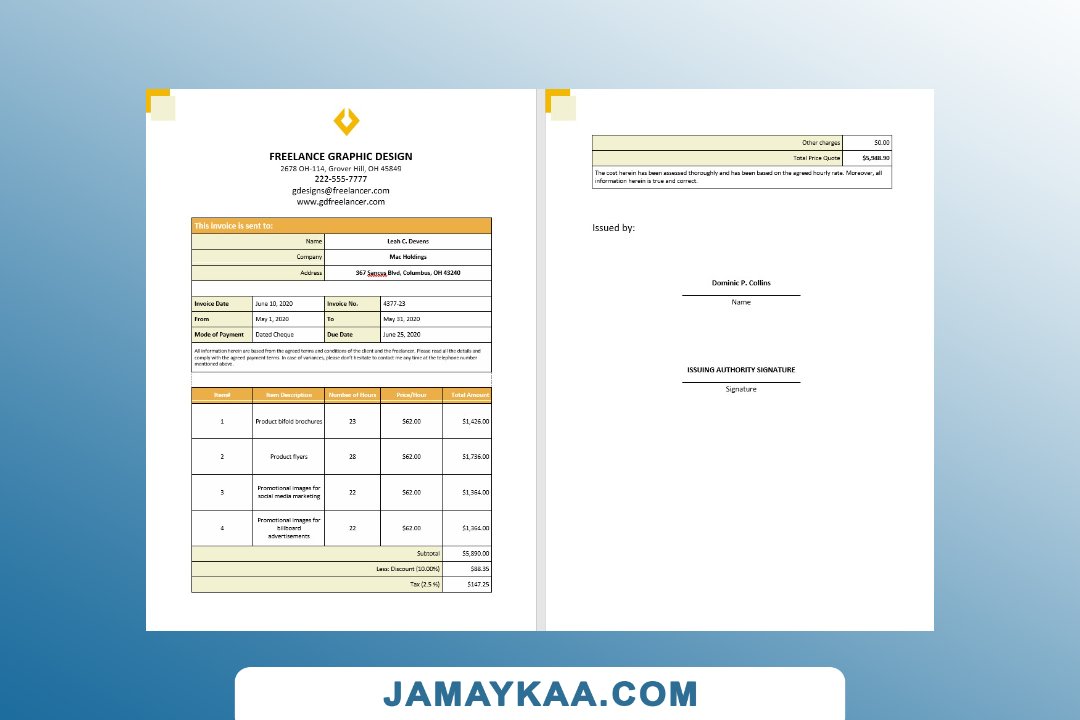 FREELANCE GRAPHIC DESIGN
2678 OH-114, Grover Hill, OH 45849
222-555-7777
gdesigns@freelancer.com
www.gdfreelancer.com
This invoice is sent to:
Name Leah C. Devens
Company Mac Holdings
Address 367 Sancus Blvd, Columbus, OH 43240
Invoice Date June 10, 2020 Invoice No. 4377-23
From May 1, 2020 To May 31, 2020
Mode of Payment Dated Cheque Due Date June 25, 2020
All information herein are based from the agreed terms and conditions of the client and the freelancer. Please read all the details and
comply with the agreed payment terms. In case of variances, please don't hesitate to contact me any time at the telephone number
mentioned above.
Item# Item Description Number of Hours Price/Hour Total Amount
1 Product bifold brochures 23 $62.00 $1,426.00
2 Product flyers 28 $62.00 $1,736.00
3 Promotional images for
social media marketing 22 $62.00 $1,364.00
4 Promotional images for
billboard
advertisements 22 $62.00 $1,364.00
Subtotal $5,890.00
Less: Discount (10.00%) $88.35
Tax (2.5 %) $147.25
Other charges $0.00
Total Price Quote $5,948.90
The cost herein has been assessed thoroughly and has been based on the agreed hourly rate. Moreover, all
information herein is true and correct.
Issued by:
Dominic P. Collins
Name
ISSUING AUTHORITY SIGNATURE
Signature
JAMAYKAA.COM